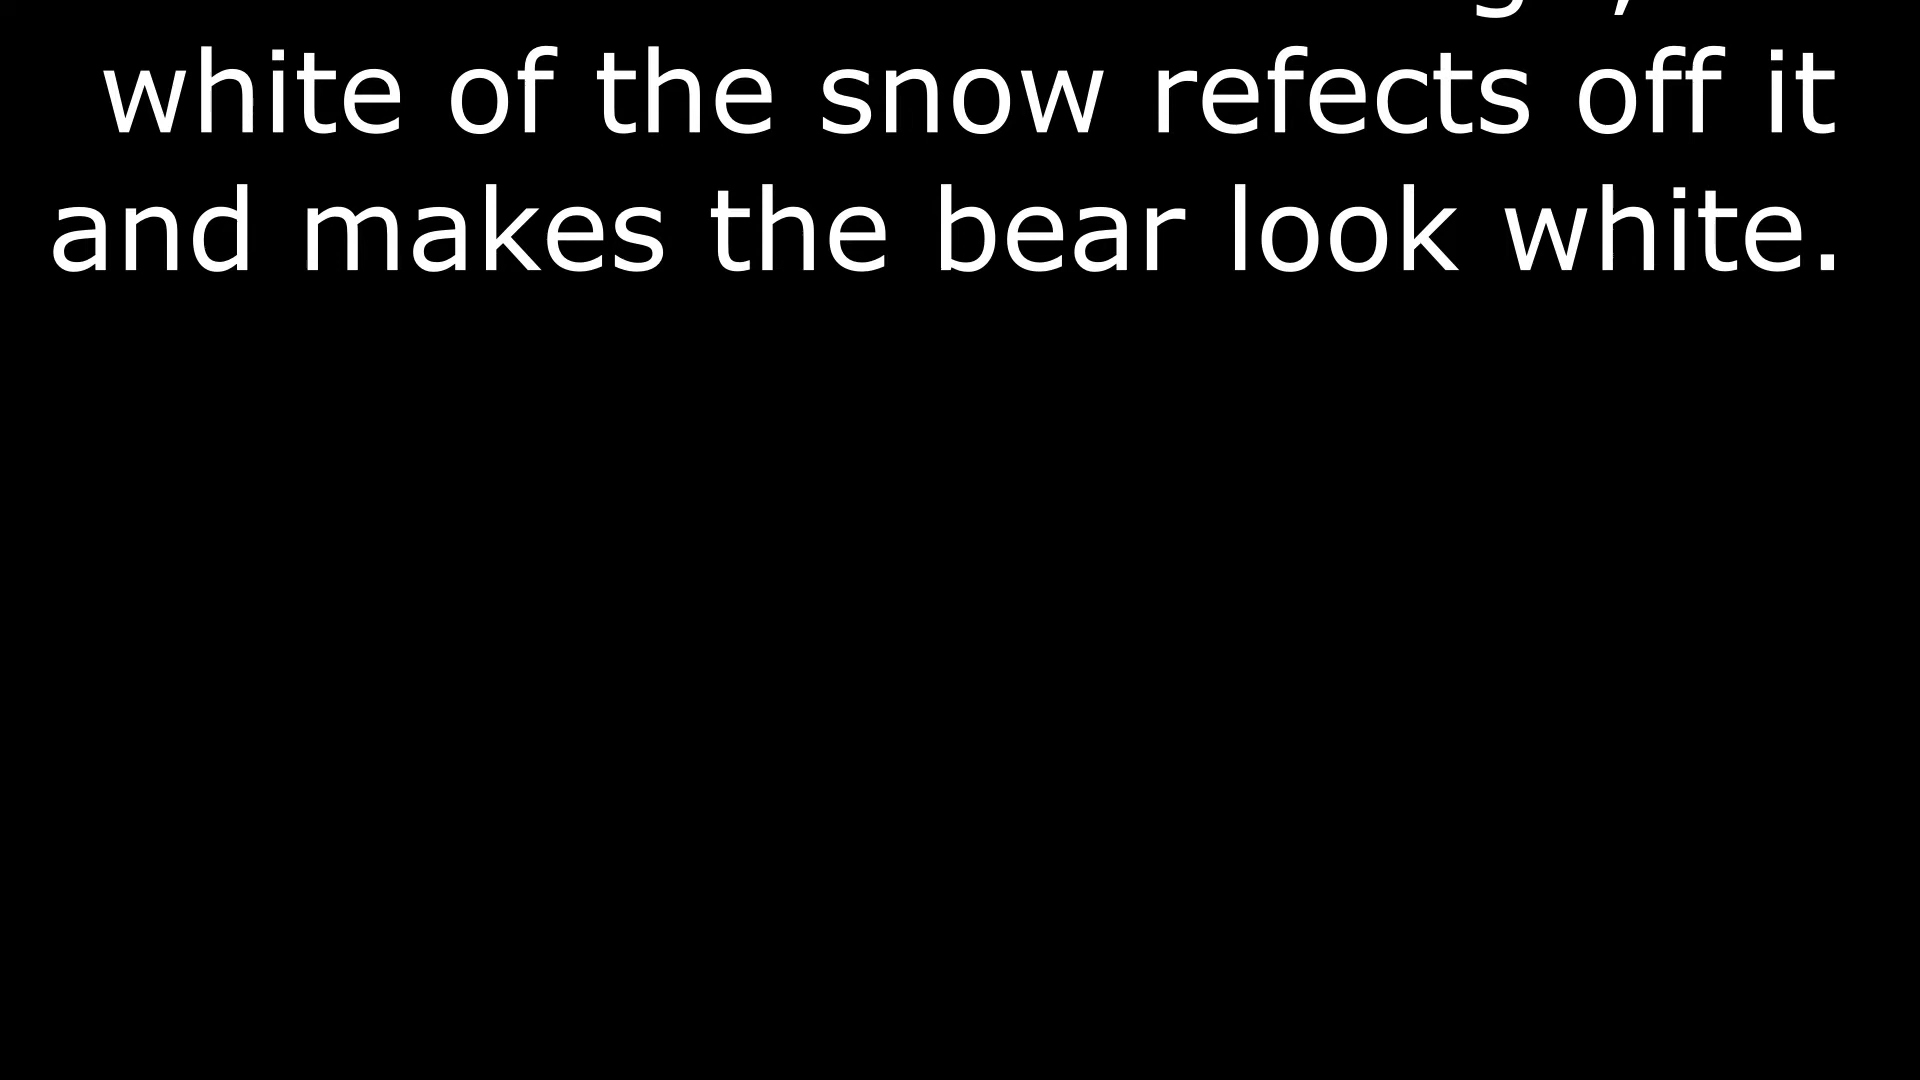 white of the snow refects off it
and makes the bear look white.